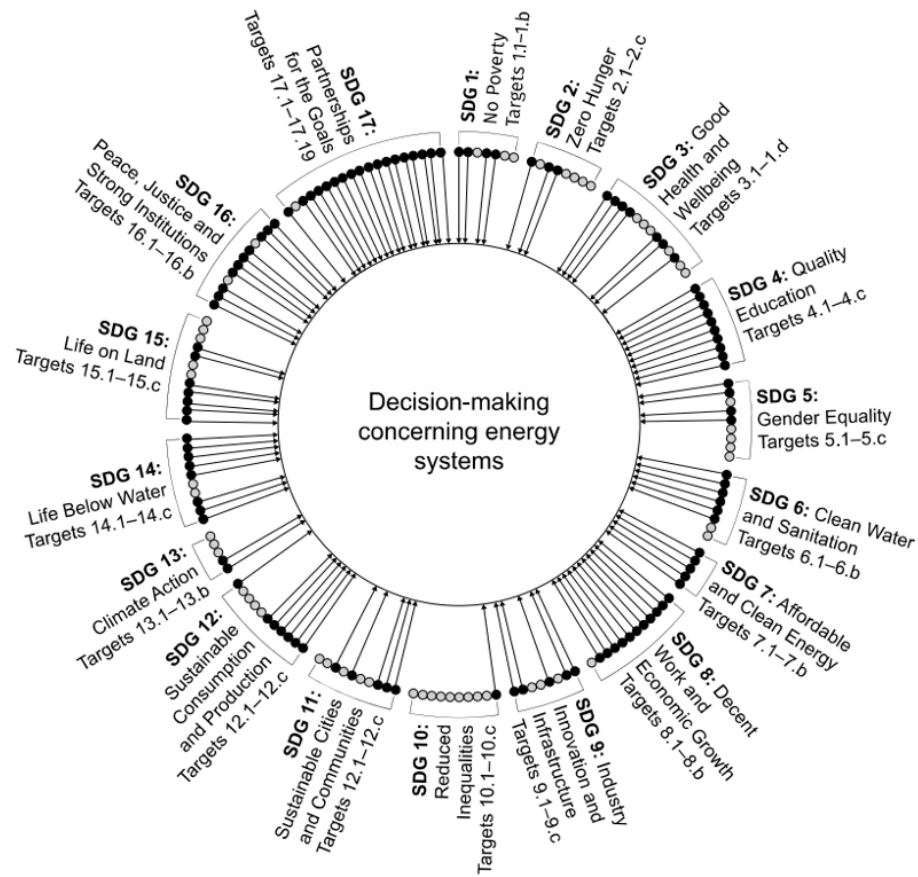 SDG 1:
No Poverty
Targets 1.1–1.b
SDG 2:
Zero Hunger
Targets 2.1–2.c
SDG 3: Good
Health and
Wellbeing
Targets 3.1–1.d
SDG 4: Quality
Education
Targets 4.1–4.c
SDG 5:
Gender Equality
Targets 5.1–5.c
SDG 6: Clean Water
and Sanitation
Targets 6.1–6.b
SDG 7: Affordable
and Clean Energy
Targets 7.1–7.b
SDG 8: Decent
Work and
Economic Growth
Targets 8.1–8.b
SDG 9: Industry
Innovation and
Infrastructure
Targets 9.1–9.c
SDG 10:
Reduced
Inequalities
Targets 10.1–10.c
SDG 11:
Sustainable Cities
and Communities
Targets 12.1–12.c
SDG 12:
Sustainable
Consumption
and Production
Targets 12.1–12.c
SDG 13:
Climate Action
Targets 13.1–13.b
SDG 14:
Life Below Water
Targets 14.1–14.c
SDG 15:
Life on Land
Targets 15.1–15.c
SDG 16:
Peace, Justice and
Strong Institutions
Targets 16.1–16.b
SDG 17:
Partnerships
for the Goals
Targets 17.1–17.19
Decision-making
concerning energy
systems